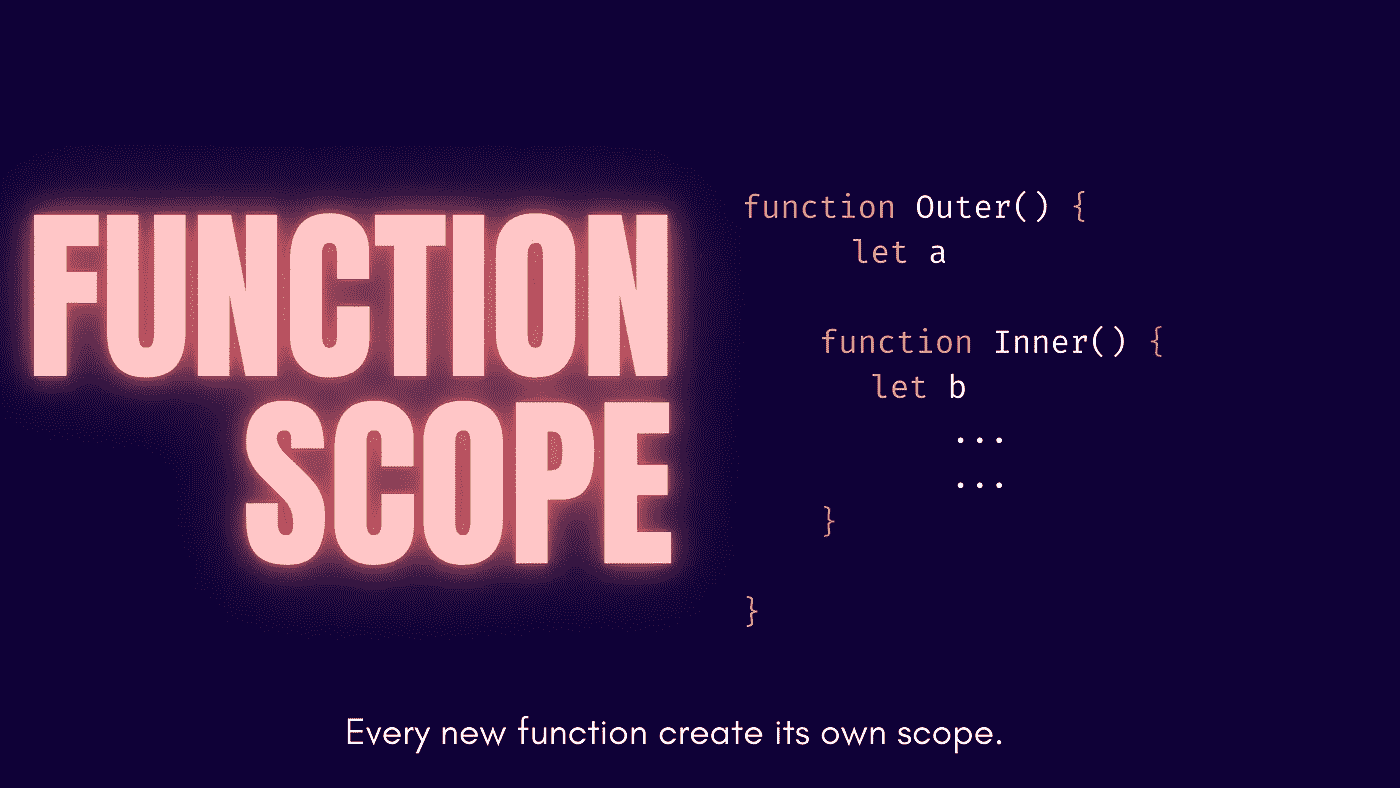 FUNCTION
SCOPE
function Outer() {
let a
function Inner() {
let b
...
...
}
}
Every new function create its own scope.